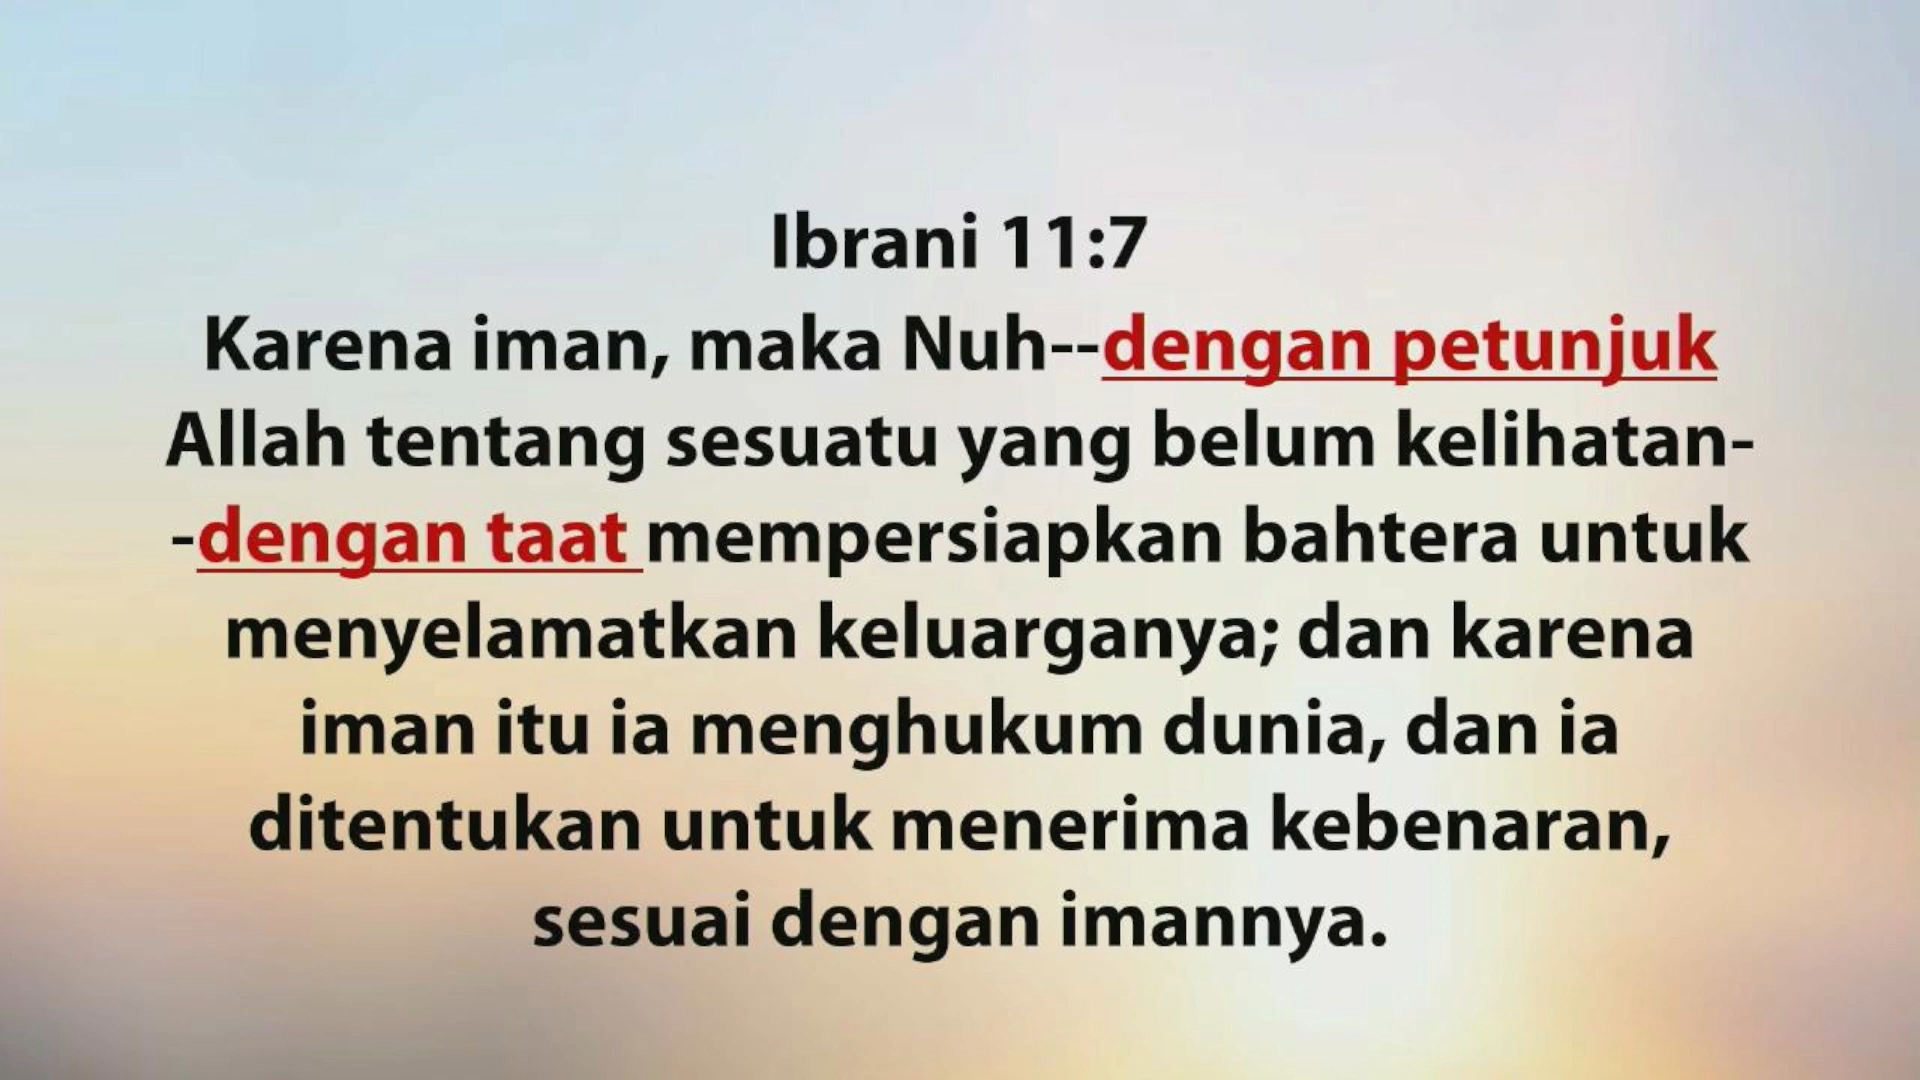 Ibrani 11:7
Karena iman, maka Nuh--dengan petunjuk
Allah tentang sesuatu yang belum kelihatan-
-dengan taat mempersiapkan bahtera untuk
menyelamatkan keluarganya; dan karena
iman itu ia menghukum dunia, dan ia
ditentukan untuk menerima kebenaran,
sesuai dengan imannya.